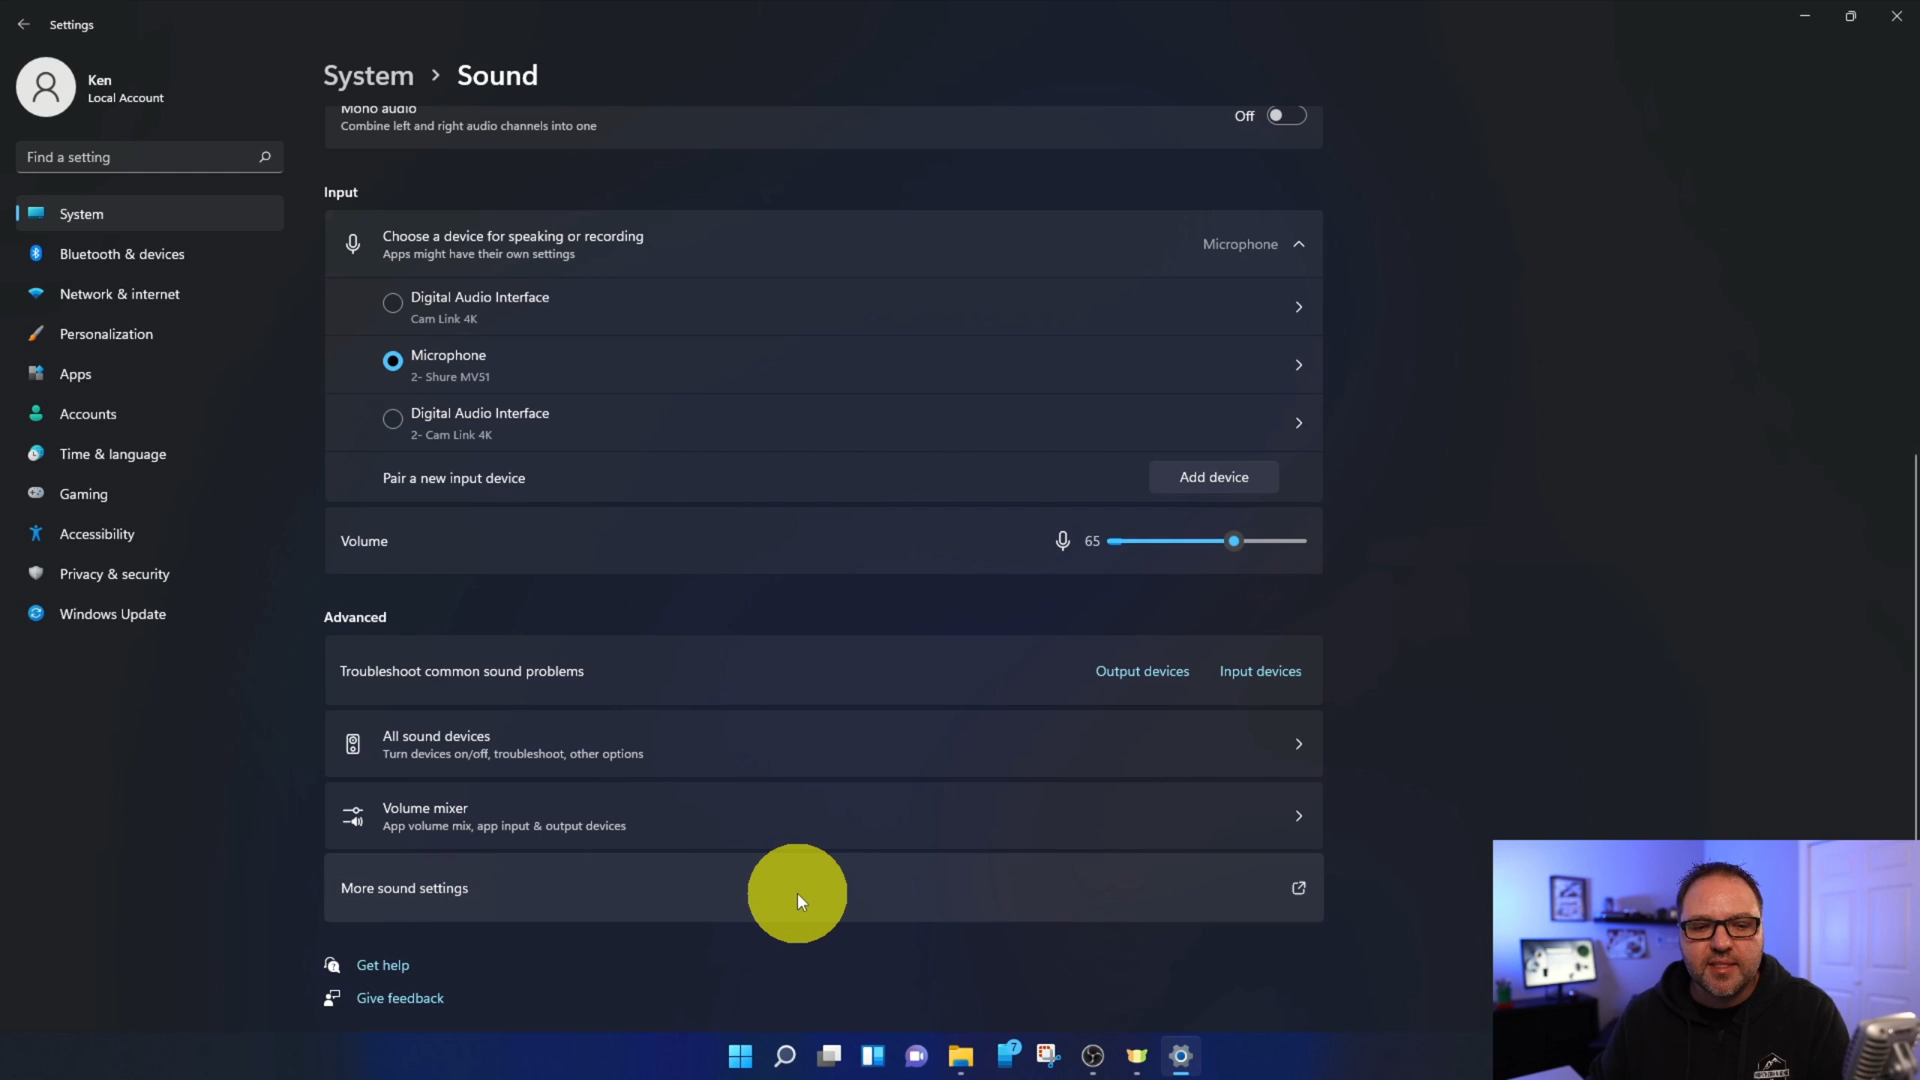 Settings
Ken
Local Account
Find a setting
System
Bluetooth & devices
Network & internet
Personalization
Apps
Accounts
Time & language
Gaming
Accessibility
Privacy & security
Windows Update
System > Sound
Mono audio
Combine left and right audio channels into one
Off
Input
Choose a device for speaking or recording
Apps might have their own settings
Microphone
Digital Audio Interface
Cam Link 4K
Microphone
2- Shure MV51
Digital Audio Interface
2- Cam Link 4K
Pair a new input device
Add device
Volume
65
Advanced
Troubleshoot common sound problems
Output devices
Input devices
All sound devices
Turn devices on/off, troubleshoot, other options
Volume mixer
App volume mix, app input & output devices
More sound settings
Get help
Give feedback
7